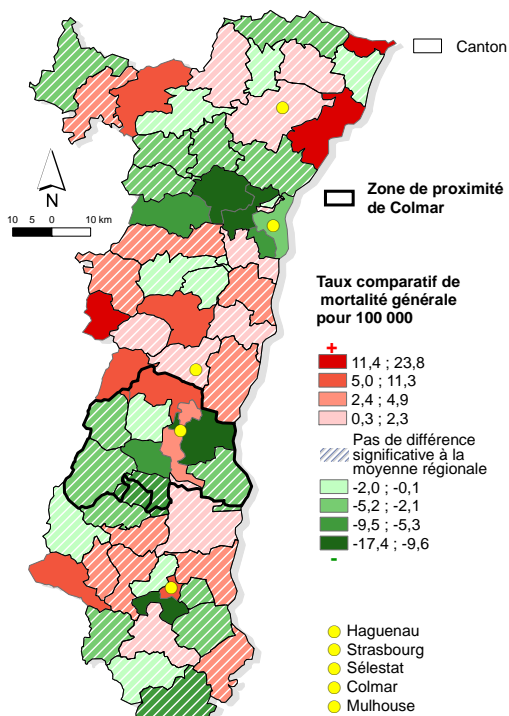 Canton
N
10 5 0 10 km
Zone de proximité
de Colmar
Taux comparatif de
mortalité générale
pour 100 000
+
11,4 ; 23,8
5,0 ; 11,3
2,4 ; 4,9
0,3 ; 2,3
Pas de différence
significative à la
moyenne régionale
-2,0 ; -0,1
-5,2 ; -2,1
-9,5 ; -5,3
-17,4 ; -9,6
-
Haguenau
Strasbourg
Sélestat
Colmar
Mulhouse